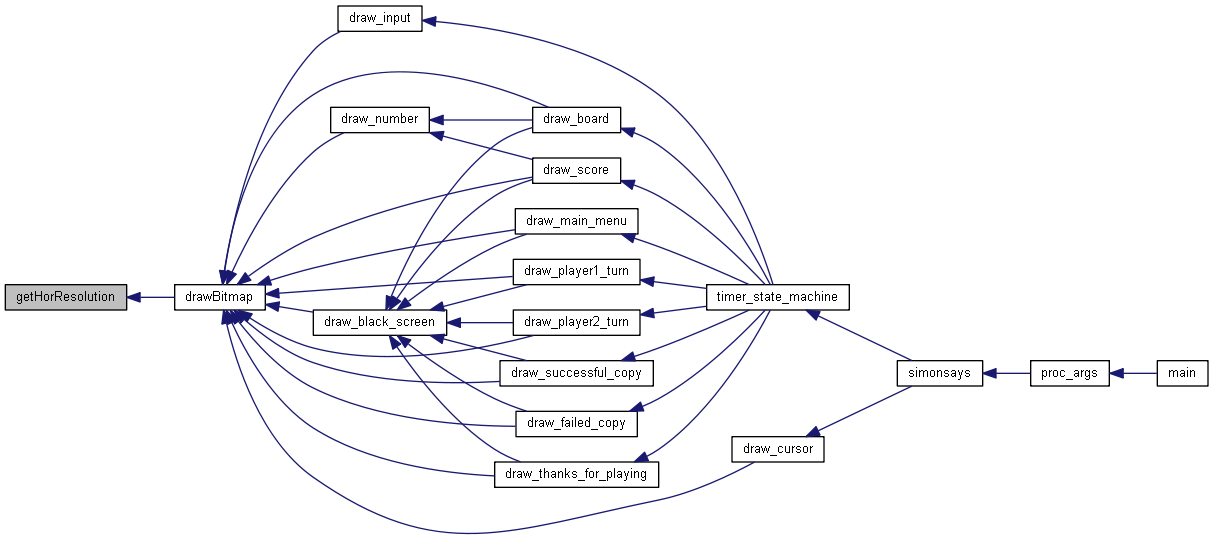 draw_input
draw_number
draw_board
draw_score
draw_main_menu
draw_player1_turn
getHorResolution
drawBitmap
timer_state_machine
draw_black_screen
draw_player2_turn
draw_successful_copy
simonsays
proc_args
main
draw_failed_copy
draw_cursor
draw_thanks_for_playing